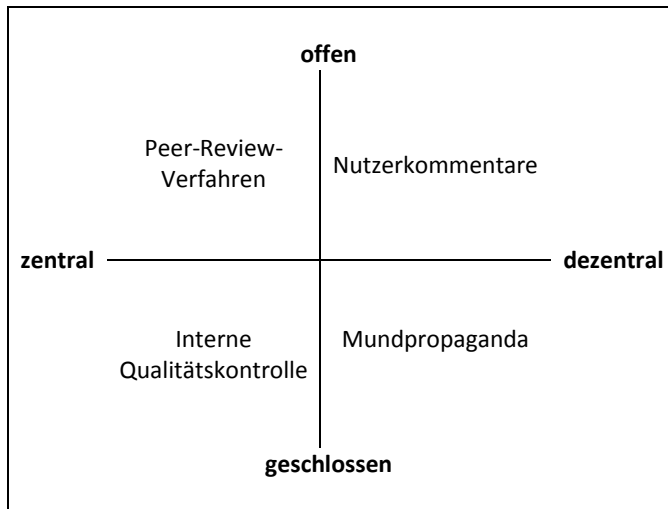 offen
Peer-Review-
Verfahren
Nutzerkommentare
zentral
dezentral
Interne
Qualitätskontrolle
Mundpropaganda
geschlossen